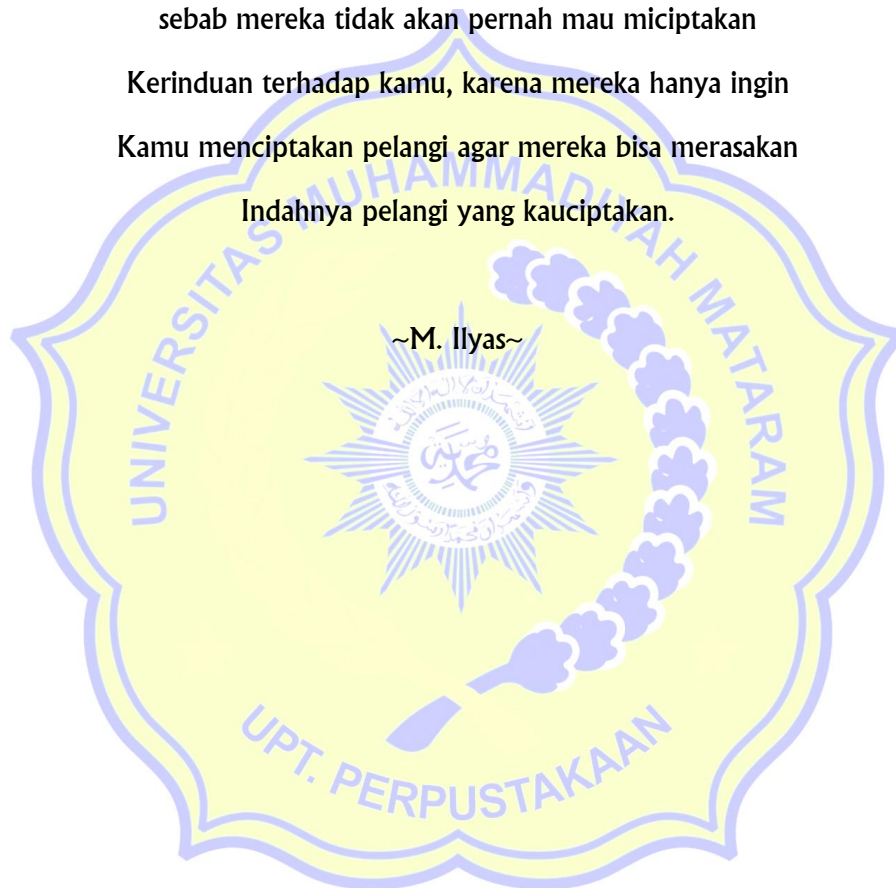 sebab mereka tidak akan pernah mau miciptakan
Kerinduan terhadap kamu, karena mereka hanya ingin
Kamu menciptakan pelangi agar mereka bisa merasakan
Indahnya pelangi yang kauciptakan.
~M. Ilyas~
UNIVERSITAS MUHAMMADIYAH MATARAM
UPT. PERPUSTAKAAN